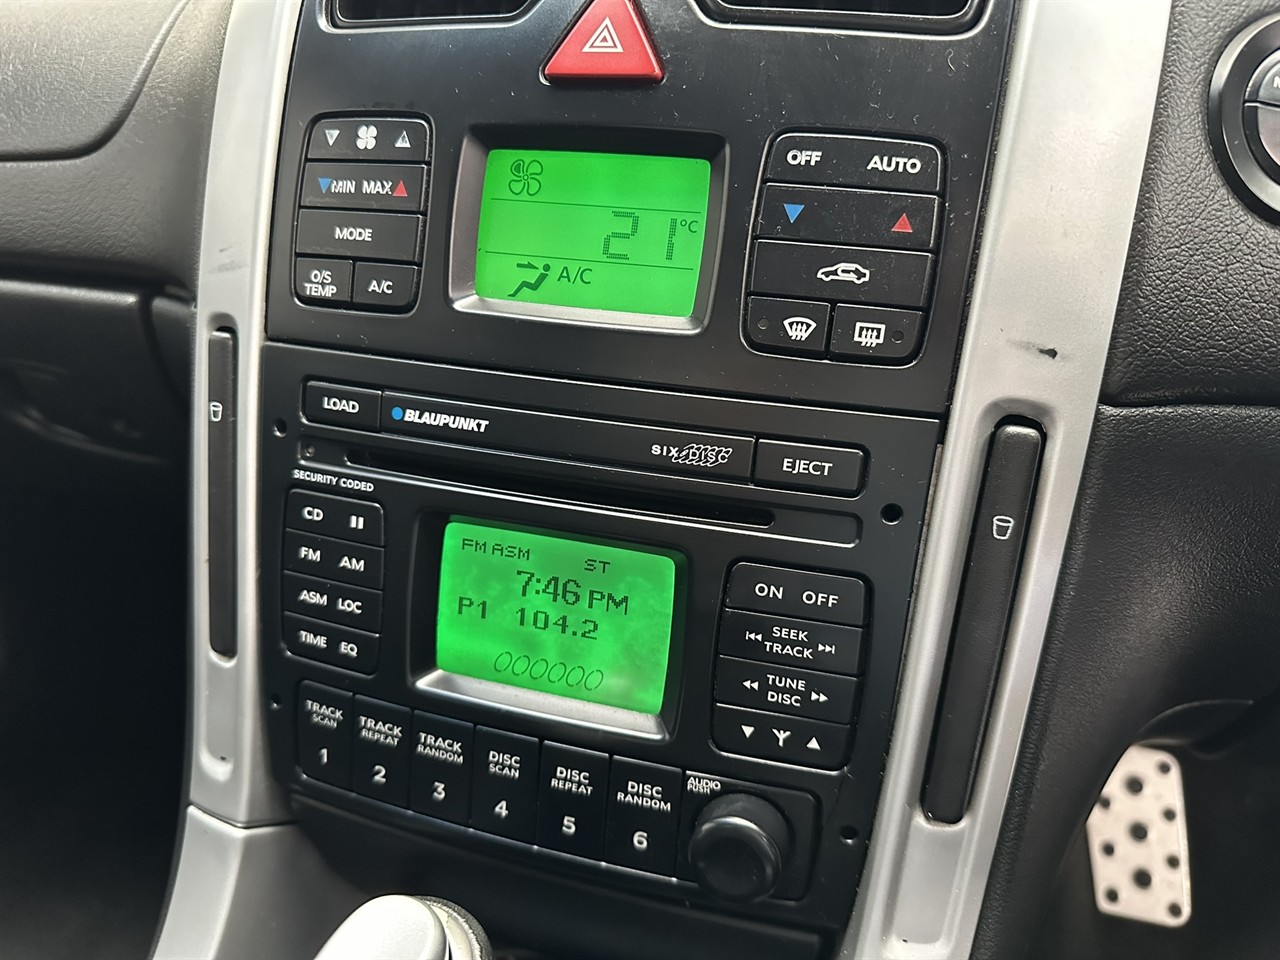 OFF AUTO
MIN MAX
MODE
O/S
TEMP
A/C
21°C
A/C
LOAD
BLAUPUNKT
SIX DISC
EJECT
SECURITY CODED
CD
FM AM
ASM LOC
TIME EQ
FM ASM
ST
7:46 PM
P1 104.2
ON OFF
SEEK
TRACK
TUNE
DISC
TRACK
SCAN
1
TRACK
REPEAT
2
TRACK
RANDOM
3
DISC
SCAN
4
DISC
REPEAT
5
DISC
RANDOM
6
AUDIO
PUSH